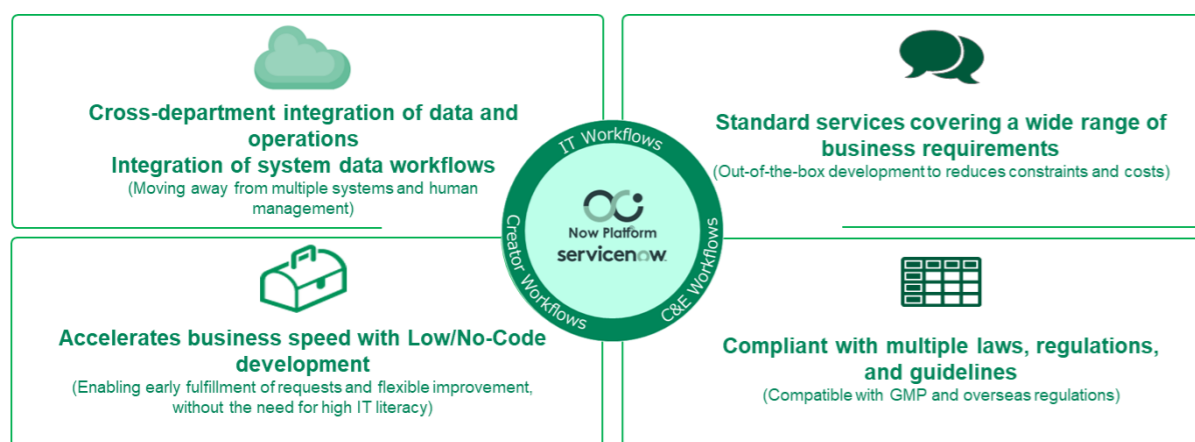 Cross-department integration of data and
operations
Integration of system data workflows
(Moving away from multiple systems and human
management)
Standard services covering a wide range of
business requirements
(Out-of-the-box development to reduces constraints and costs)
IT Workflows
Creator Workflows
C&E Workflows
Now Platform
servicenow
Accelerates business speed with Low/No-Code
development
(Enabling early fulfillment of requests and flexible improvement,
without the need for high IT literacy)
Compliant with multiple laws, regulations,
and guidelines
(Compatible with GMP and overseas regulations)